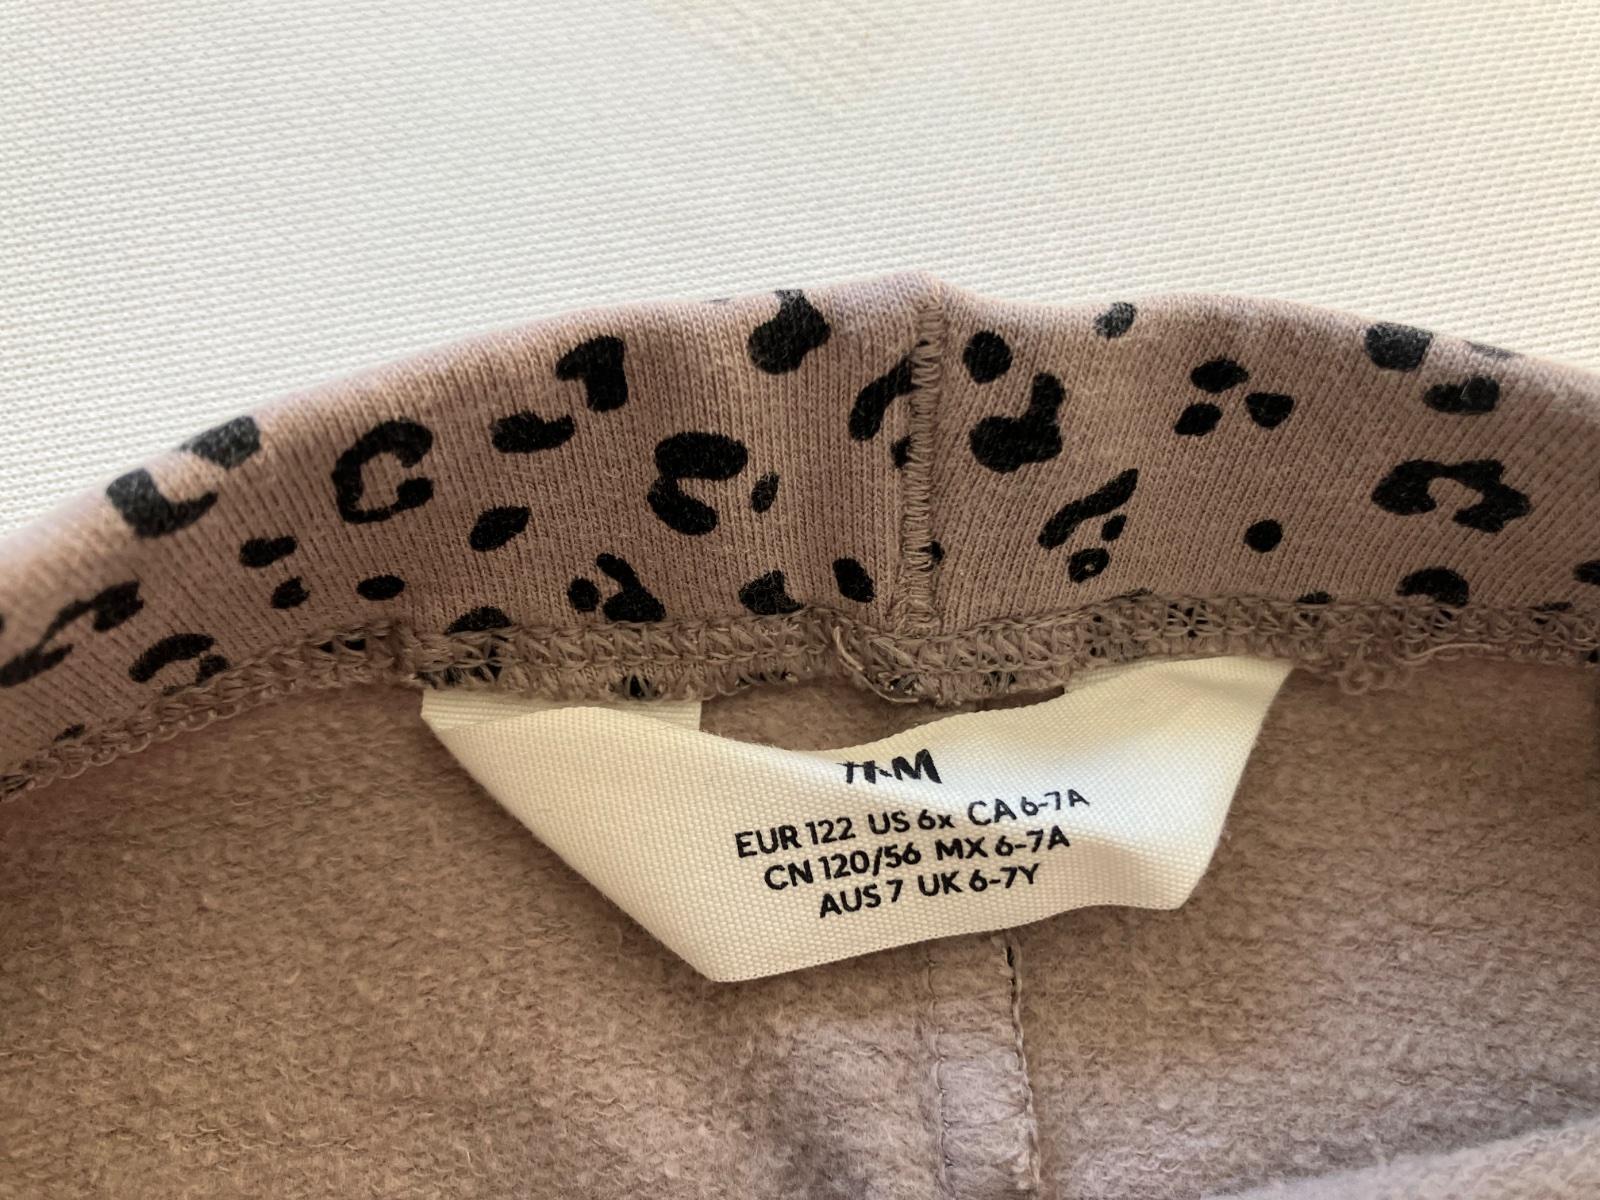 H&M
EUR 122 US 6x CA 6-7A
CN 120/56 MX 6-7A
AUS 7 UK 6-7Y